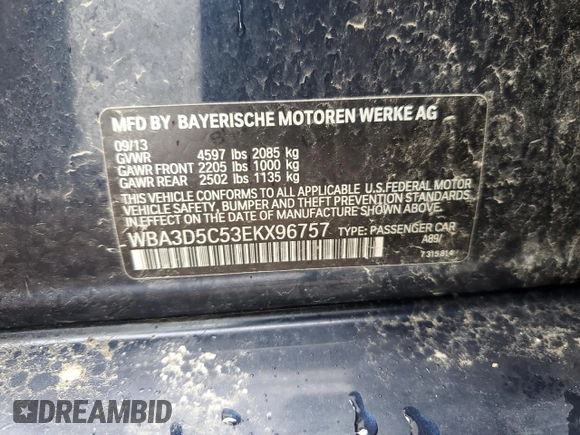 MFD BY BAYERISCHE MOTOREN WERKE AG
09/13
GVWR 4597 lbs 2085 kg
GAWR FRONT 2205 lbs 1000 kg
GAWR REAR 2502 lbs 1135 kg
THIS VEHICLE CONFORMS TO ALL APPLICABLE U.S.FEDERAL MOTOR
VEHICLE SAFETY, BUMPER AND THEFT PREVENTION
STANDARDS IN EFFECT ON THE DATE OF MANUFACTURE SHOWN ABOVE.
WBA3D5C53EKX96757 TYPE: PASSENGER CAR
A89/
7315814
DREAMBID